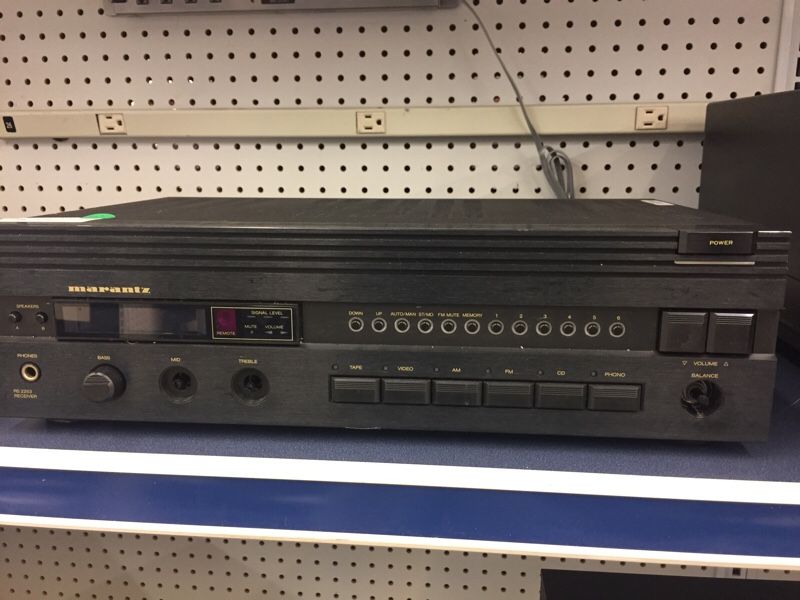 POWER
marantz
SPEAKERS
A B
REMOTE
SIGNAL LEVEL
MUTE VOLUME
DOWN UP AUTO/MAN ST/MO FM MUTE MEMORY 1 2 3 4 5 6
VOLUME
PHONES BASS MID TREBLE
TAPE VIDEO AM FM CD PHONO
BALANCE
RECEIVER